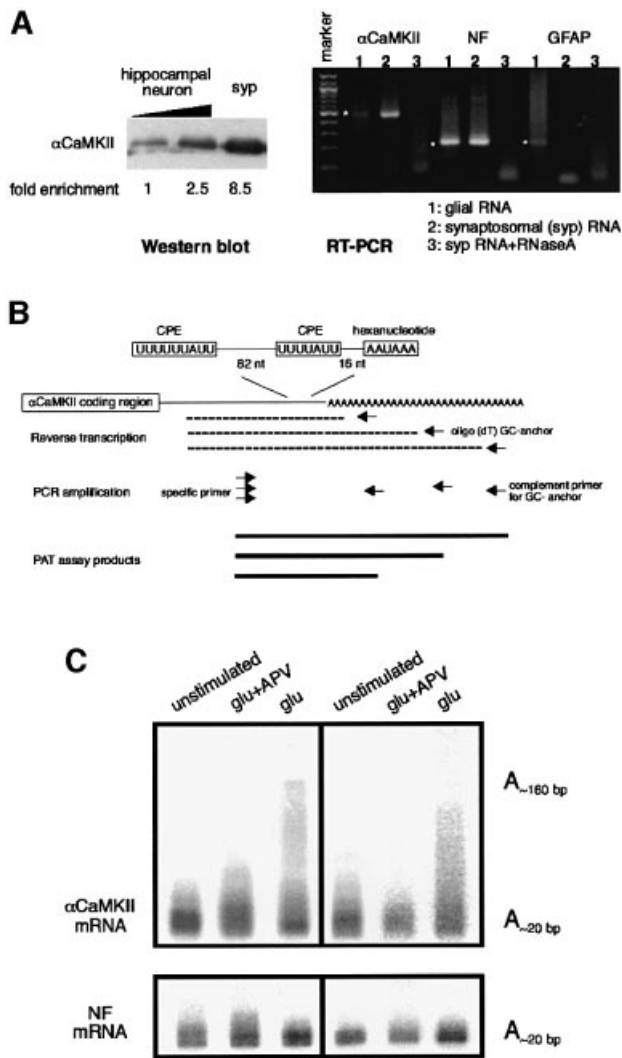 A
hippocampal
neuron
syp
αCaMKII
fold enrichment 1 2.5 8.5
Western blot
marker
αCaMKII NF GFAP
1 2 3 1 2 3 1 2 3
*
*
*
1: glial RNA
2: synaptosomal (syp) RNA
3: syp RNA+RNaseA
RT-PCR
B
CPE CPE hexanucleotide
UUUUUUAUU UUUUAUU AAUAAA
82 nt 16 nt
αCaMKII coding region
AAAAAAAAAAAAAAAAAAAAAAAAAAAAAAA
Reverse transcription
oligo (dT) GC-anchor
PCR amplification
specific primer
complement primer
for GC- anchor
PAT assay products
C
unstimulated glu+APV glu unstimulated glu+APV glu
A~160 bp
αCaMKII
mRNA
A~20 bp
NF
mRNA
A~20 bp